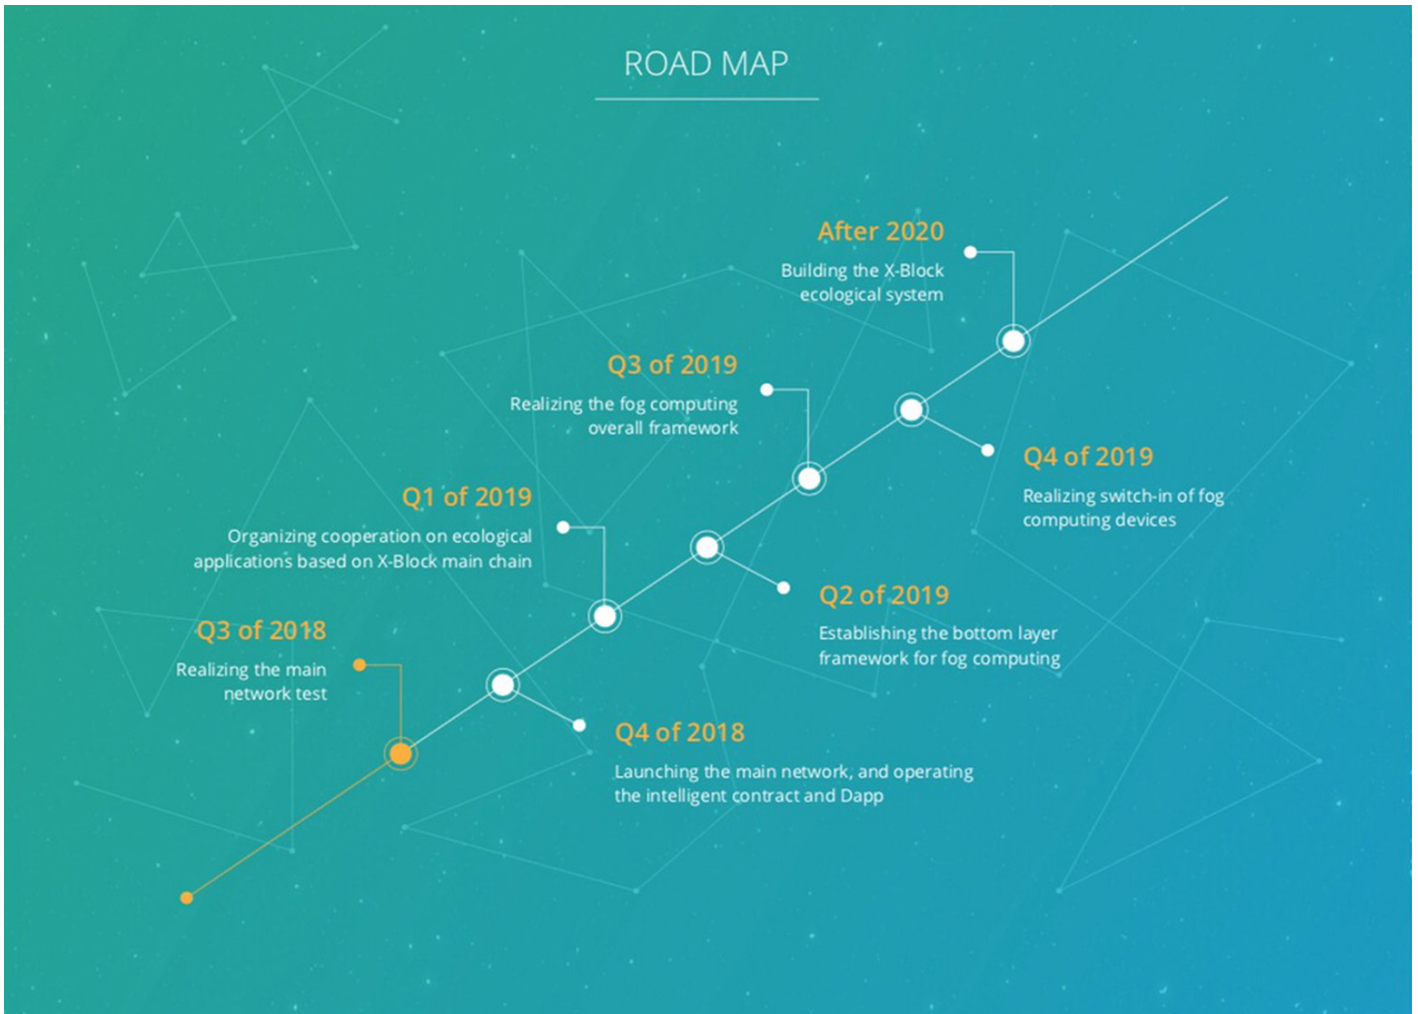 ROAD MAP
After 2020
Building the X-Block
ecological system
Q3 of 2019
Realizing the fog computing
overall framework
Q4 of 2019
Realizing switch-in of fog
computing devices
Q1 of 2019
Organizing cooperation on ecological
applications based on X-Block main chain
Q2 of 2019
Establishing the bottom layer
framework for fog computing
Q3 of 2018
Realizing the main
network test
Q4 of 2018
Launching the main network, and operating
the intelligent contract and Dapp